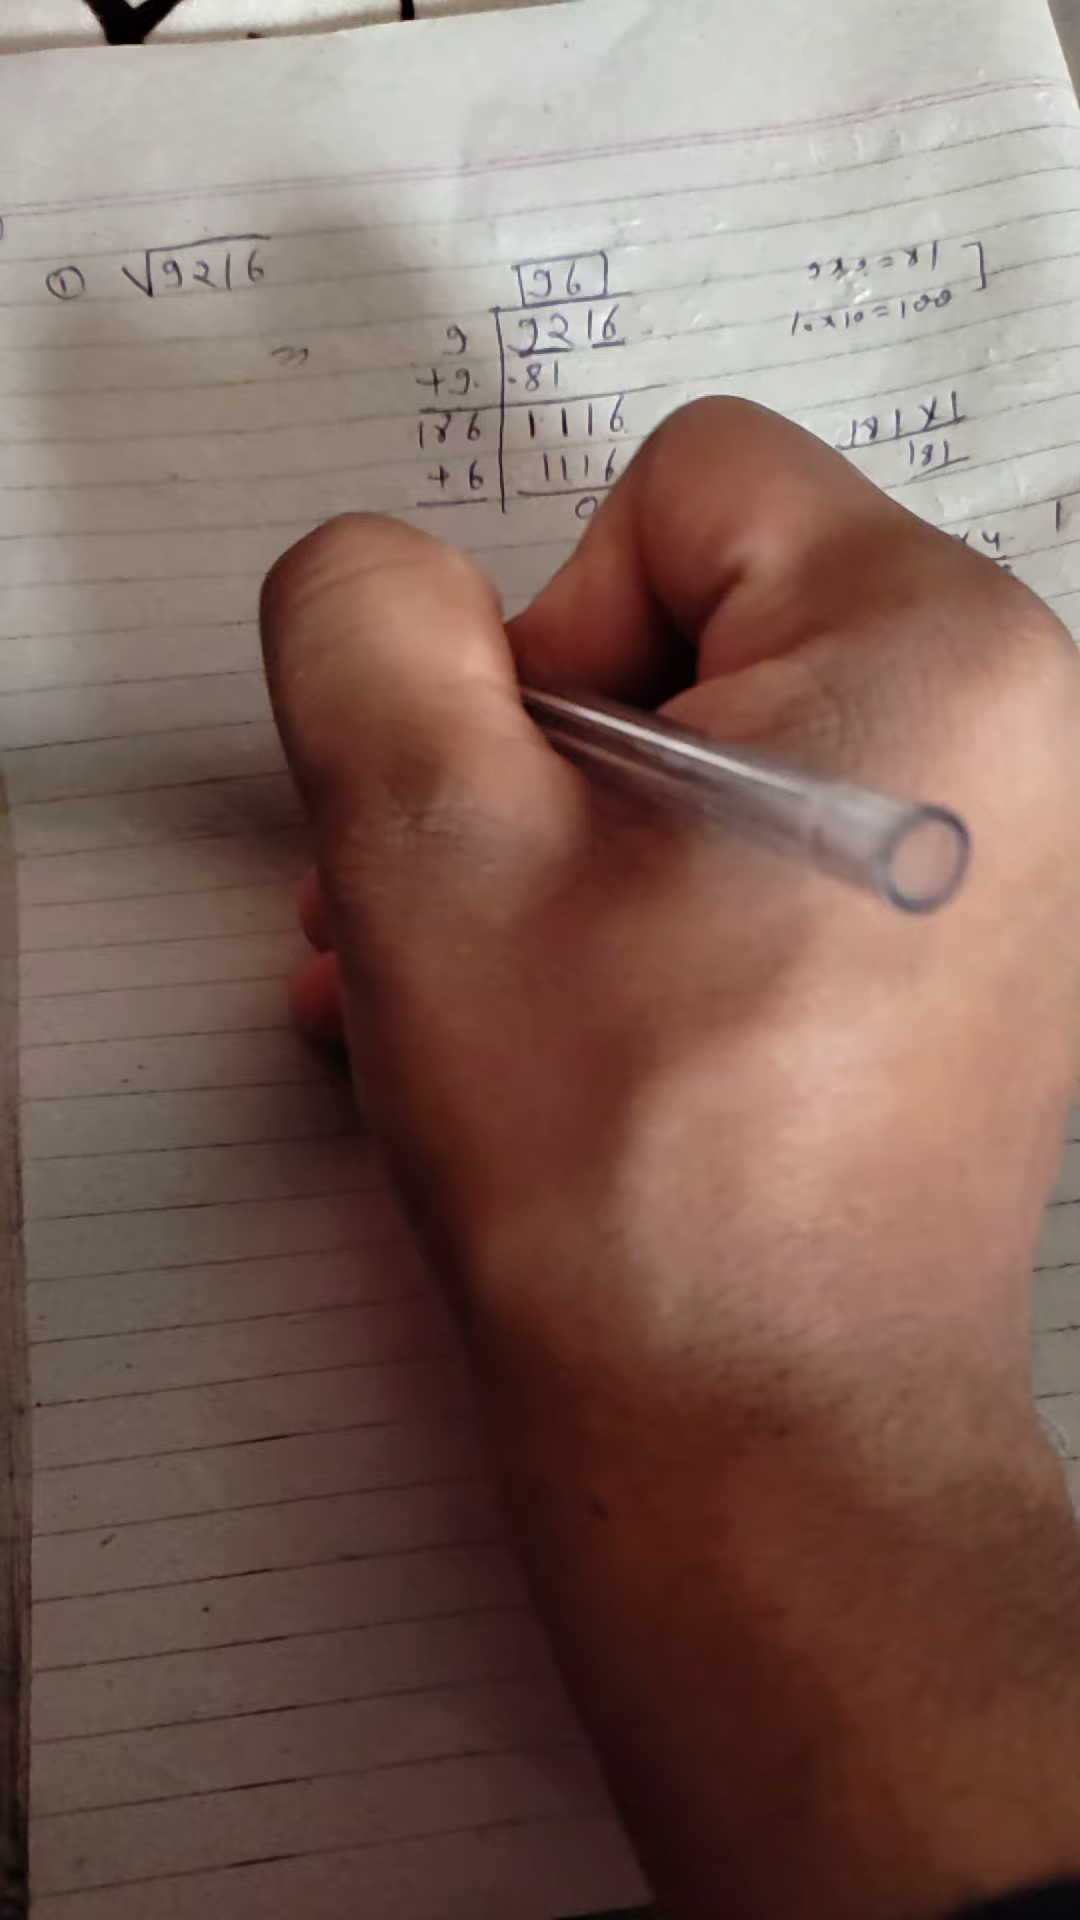 ① √9216
96
⇒ 9 | 9216
+9 | -81
186 | 1116
+6 | 1116
0
9×9=81
10×10=100
181
1×181